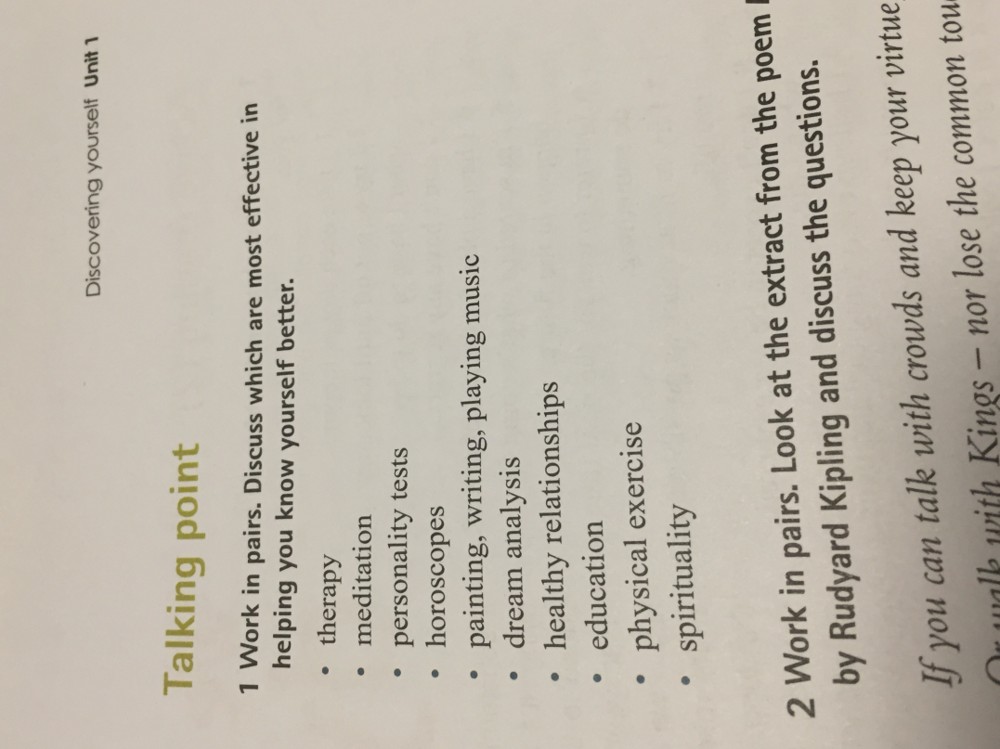 Discovering yourself Unit 1
Talking point
1 Work in pairs. Discuss which are most effective in
helping you know yourself better.
• therapy
• meditation
• personality tests
• horoscopes
• painting, writing, playing music
• dream analysis
• healthy relationships
• education
• physical exercise
• spirituality
2 Work in pairs. Look at the extract from the poem
by Rudyard Kipling and discuss the questions.
If you can talk with crowds and keep your virtue,
Or walk with Kings – nor lose the common